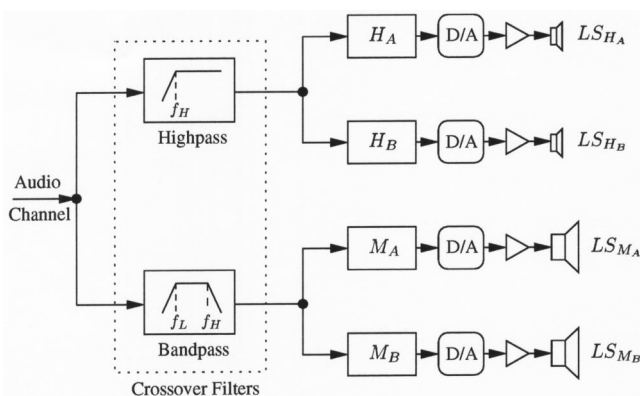 H_A D/A LS_{H_A}
f_H
Highpass
H_B D/A LS_{H_B}
Audio
Channel
M_A D/A LS_{M_A}
f_L f_H
Bandpass
M_B D/A LS_{M_B}
Crossover Filters